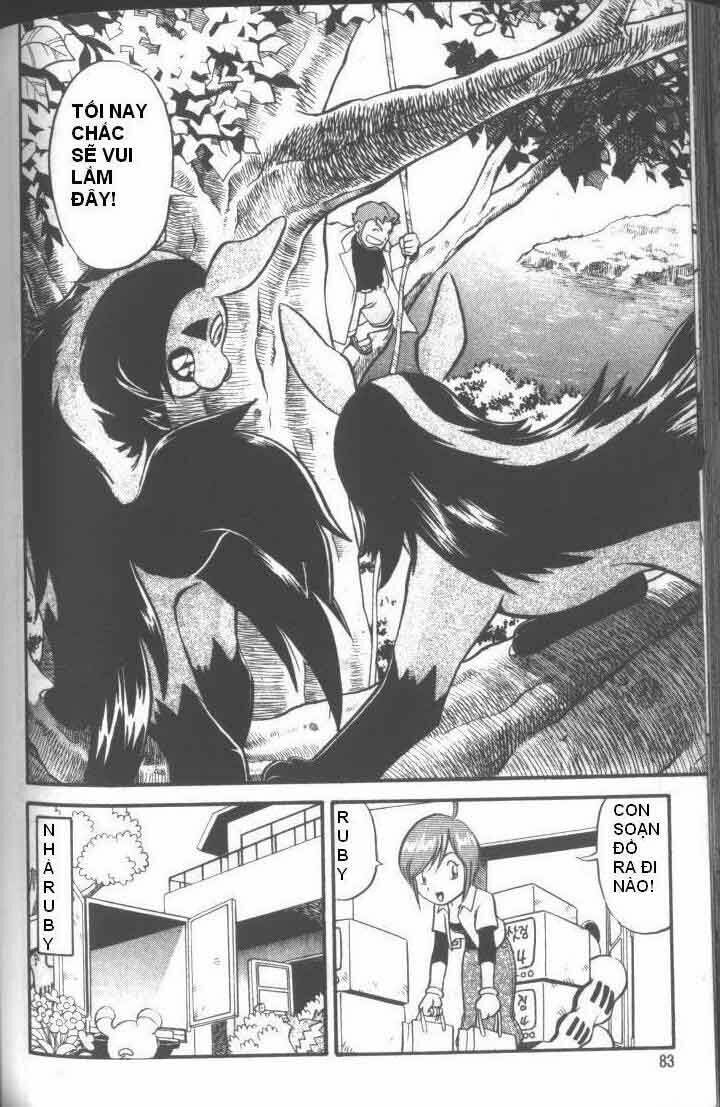 TỐI NAY
CHẮC
SẼ VUI
LẮM
ĐÂY!
NHÀ RUBY
RUBY
CON
SOẠN
ĐỒ
RA ĐI
NÀO!
83